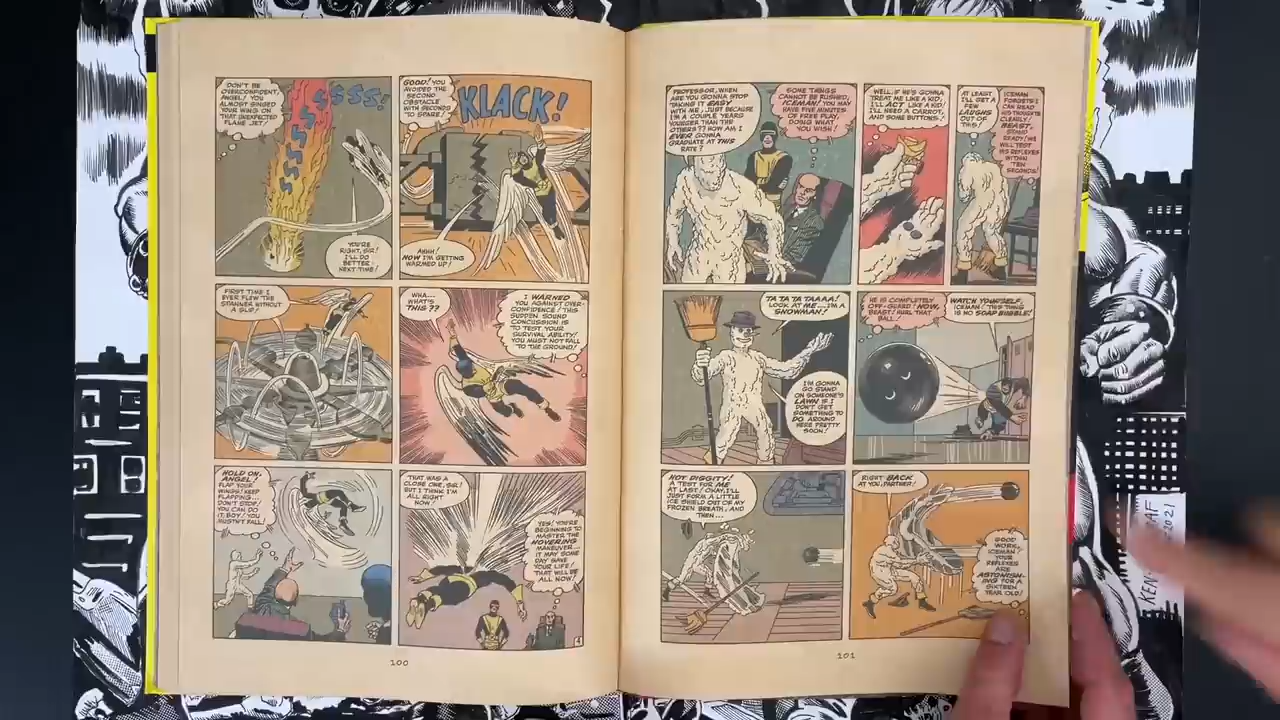 DON'T BE
OVERCONFIDENT,
ANGEL! YOU
ALMOST SINGED
YOUR WING ON
THAT UNEXPECTED
FLAME JET!
SSSSSSS!
YOU'RE
RIGHT, SIR!
I'LL DO
BETTER
NEXT TIME!
GOOD! YOU
AVOIDED THE
SECOND
OBSTACLE
WITH SECONDS
TO SPARE!
KLACK!
AHHH!
NOW I'M GETTING
WARMED UP!
FIRST TIME I
EVER FLEW THE
SPANNER WITHOUT
A SLIP!
WHA...
WHAT'S
THIS ??
I WARNED
YOU AGAINST OVER-
CONFIDENCE! THIS
SUDDEN SOUND
CONCUSSION IS
TO TEST YOUR
SURVIVAL ABILITY!
YOU MUST NOT FALL
TO THE GROUND!
HOLD ON,
ANGEL!
FLAP YOUR
WINGS! KEEP
FLAPPING...
DON'T STOP!
YOU CAN DO
IT, BOY! YOU
MUSTN'T FALL!
THAT WAS A
CLOSE ONE, SIR!
BUT I THINK I'M
ALL RIGHT
NOW!
YES! YOU'RE
BEGINNING TO
MASTER THE
HOVERING
MANEUVER...
IT MAY SOME
DAY SAVE
YOUR LIFE!
THAT WILL BE
ALL NOW!
4
100
PROFESSOR, WHEN
ARE YOU GONNA STOP
TAKING IT EASY
WITH ME, JUST BECAUSE
I'M A COUPLE YEARS
YOUNGER THAN THE
OTHERS?? HOW AM I
EVER GONNA
GRADUATE AT THIS
RATE?
SOME THINGS
CANNOT BE RUSHED,
ICEMAN! YOU MAY
HAVE FIVE MINUTES
OF FREE PLAY,
DOING WHAT
YOU WISH!
WELL, IF HE'S GONNA
TREAT ME LIKE A KID,
I'LL ACT LIKE A KID!
I'LL NEED A CARROT,
AND SOME BUTTONS!
AT LEAST
I'LL GET A
FEW
LAUGHS
OUT OF
THIS!
ICEMAN
FORGETS I
CAN READ
HIS THOUGHTS
CLEARLY!
BEAST,
STAND
READY! WE
WILL TEST
HIS REFLEXES
WITHIN
TEN
SECONDS!
TA TA TA TAAAA!
LOOK AT ME... I'M A
SNOWMAN!
I'M GONNA
GO STAND
ON SOMEONE'S
LAWN IF I
DON'T GET
SOMETHING TO
DO AROUND
HERE PRETTY
SOON!
HE IS COMPLETELY
OFF-GUARD! NOW,
BEAST! HURL THAT
BALL!
WATCH YOURSELF,
ICEMAN! THIS THING
IS NO SOAP BUBBLE!
HOT DIGGITY!
A TEST FOR ME
AT LAST! OKAY, I'LL
JUST FORM A LITTLE
ICE SHIELD OUT OF MY
FROZEN BREATH, AND
THEN...
RIGHT BACK
AT YOU, PARTNER!
GOOD
WORK,
ICEMAN!
YOUR
REFLEXES
ARE
ASTONISH-
ING FOR A
SIXTEEN
YEAR OLD!
101
2021